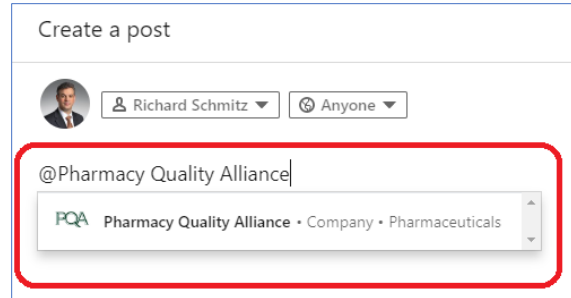 Create a post
Richard Schmitz Anyone
@Pharmacy Quality Alliance
PQA Pharmacy Quality Alliance • Company • Pharmaceuticals